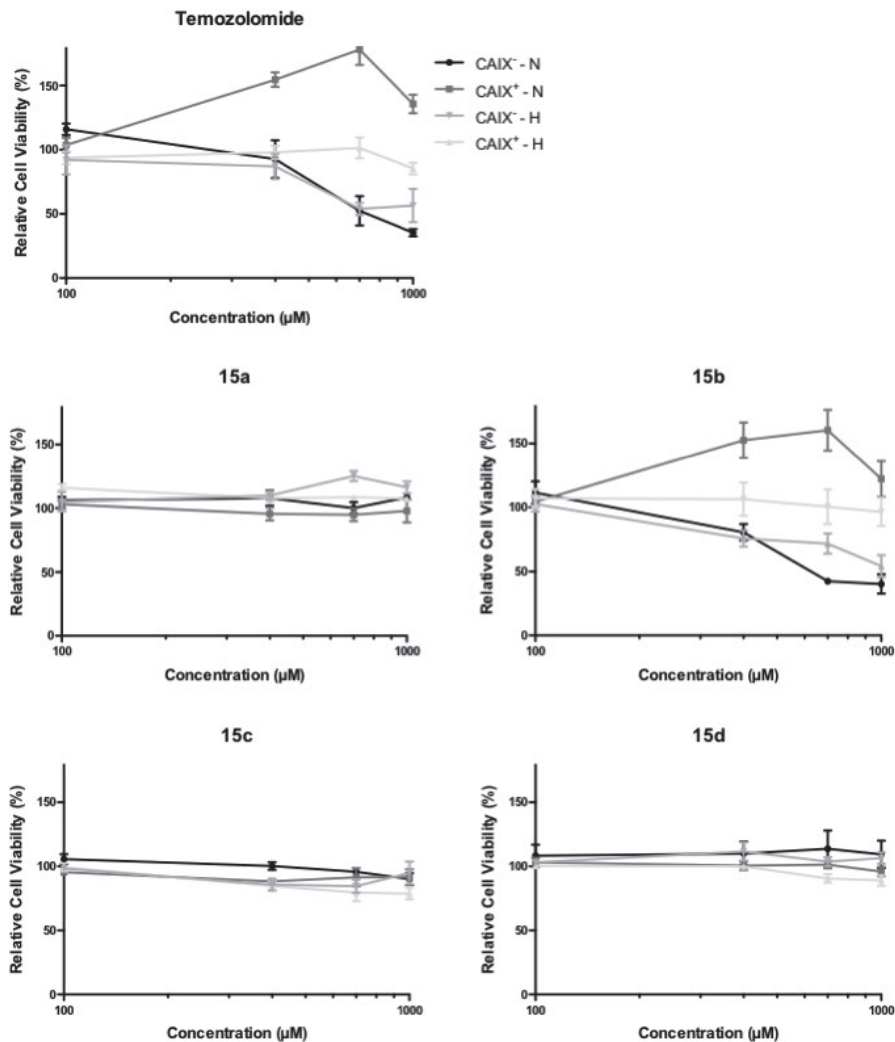 Temozolomide
Relative Cell Viability (%)
150
100
50
0
100
1000
Concentration (µM)
CAIX⁻ - N
CAIX⁺ - N
CAIX⁻ - H
CAIX⁺ - H
15a
Relative Cell Viability (%)
150
100
50
0
100
1000
Concentration (µM)
15b
Relative Cell Viability (%)
150
100
50
0
100
1000
Concentration (µM)
15c
Relative Cell Viability (%)
150
100
50
0
100
1000
Concentration (µM)
15d
Relative Cell Viability (%)
150
100
50
0
100
1000
Concentration (µM)